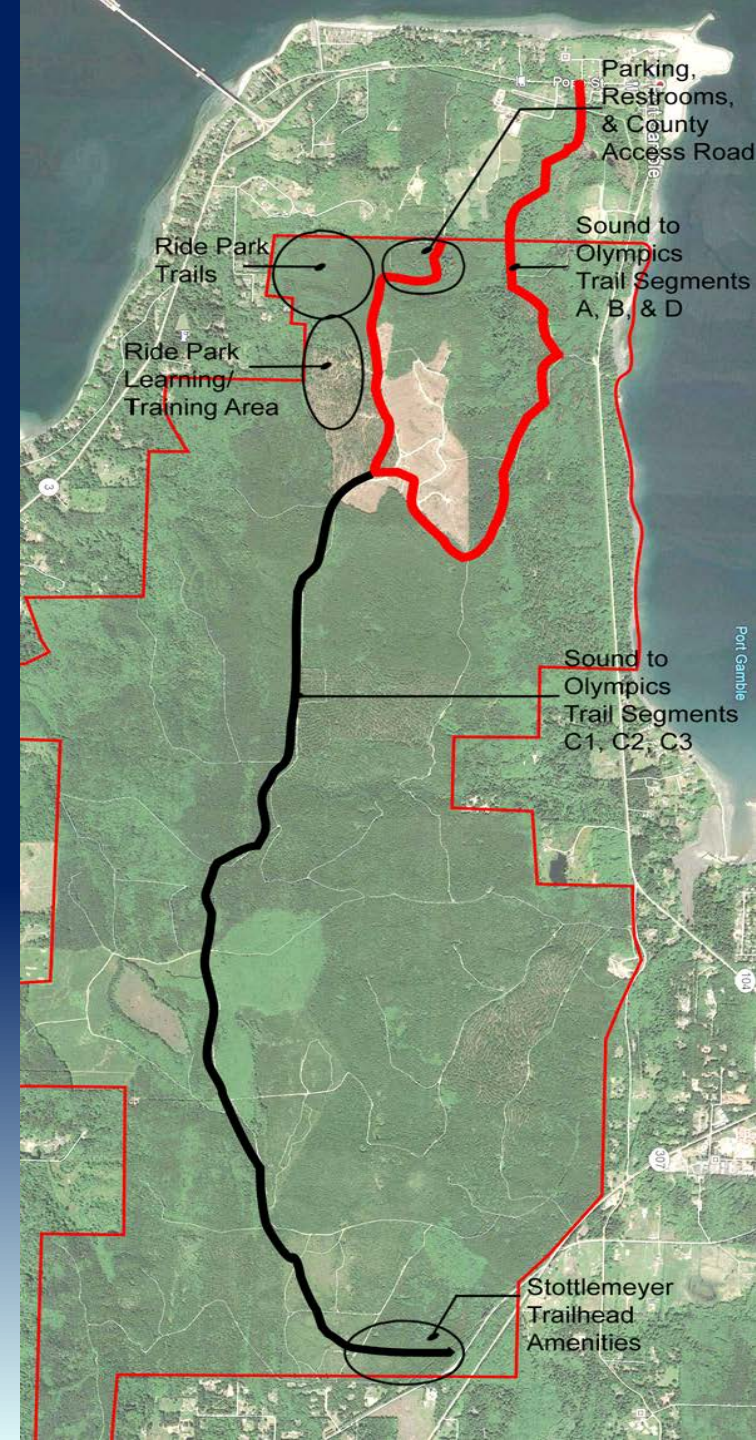 Parking,
Restrooms,
& County
Access Road
Sound to
Olympics
Trail Segments
A, B, & D
Ride Park
Trails
Ride Park
Learning/
Training Area
3
Port Gamble
Sound to
Olympics
Trail Segments
C1, C2, C3
104
307
Stottlemeyer
Trailhead
Amenities